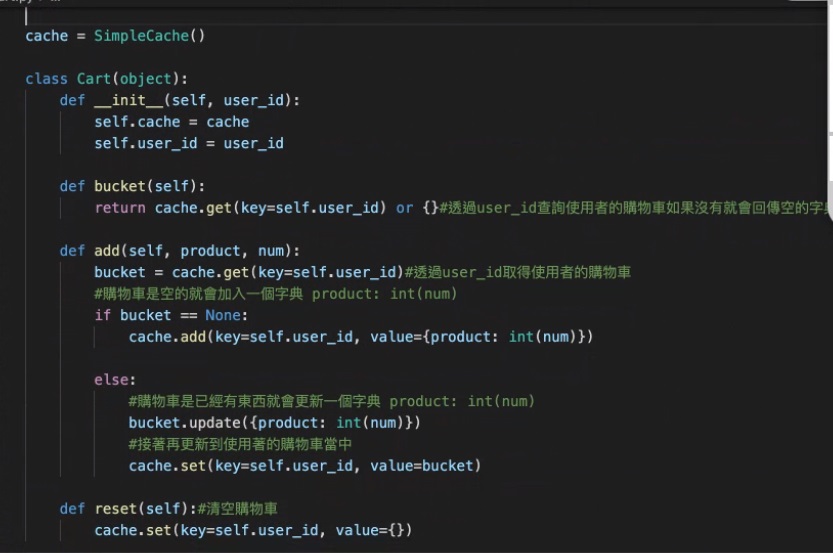 cache = SimpleCache()
class Cart(object):
def __init__(self, user_id):
self.cache = cache
self.user_id = user_id
def bucket(self):
return cache.get(key=self.user_id) or {}#透過user_id查詢使用者的購物車如果沒有就會回傳空的字
def add(self, product, num):
bucket = cache.get(key=self.user_id)#透過user_id取得使用者的購物車
#購物車是空的就會加入一個字典 product: int(num)
if bucket == None:
cache.add(key=self.user_id, value={product: int(num)})
else:
#購物車是已經有東西就會更新一個字典 product: int(num)
bucket.update({product: int(num)})
#接著再更新到使用著的購物車當中
cache.set(key=self.user_id, value=bucket)
def reset(self):#清空購物車
cache.set(key=self.user_id, value={})